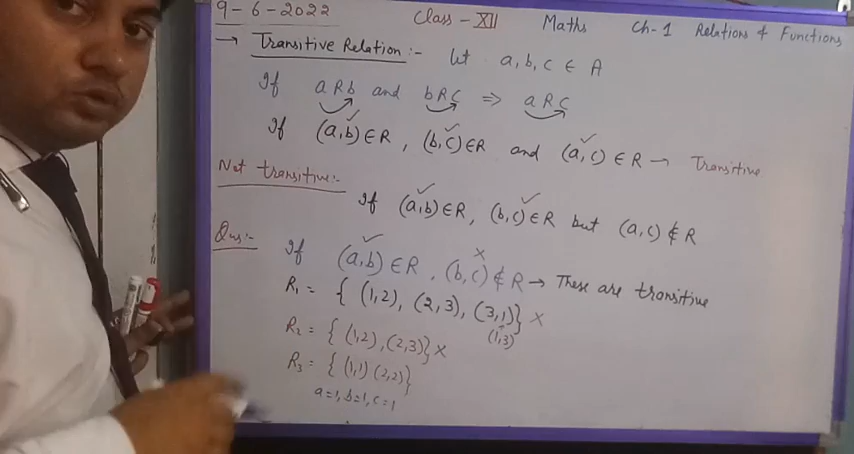 9-6-2022 Class - XII Maths Ch-1 Relations & Functions
→ Transitive Relation :- let a, b, c ∈ A
If aRb and bRc ⇒ aRc
If (a,b) ∈ R, (b,c) ∈ R and (a,c) ∈ R → Transitive
Not transitive:-
If (a,b) ∈ R, (b,c) ∈ R but (a,c) ∉ R
Qus:-
If (a,b) ∈ R, (b,c) ∉ R → These are transitive
R₁ = { (1,2), (2,3), (3,1)} ×
(1,3)
R₂ = { (1,2), (2,3)} ×
R₃ = { (1,1) (2,2)}
a=1, b=1, c=1